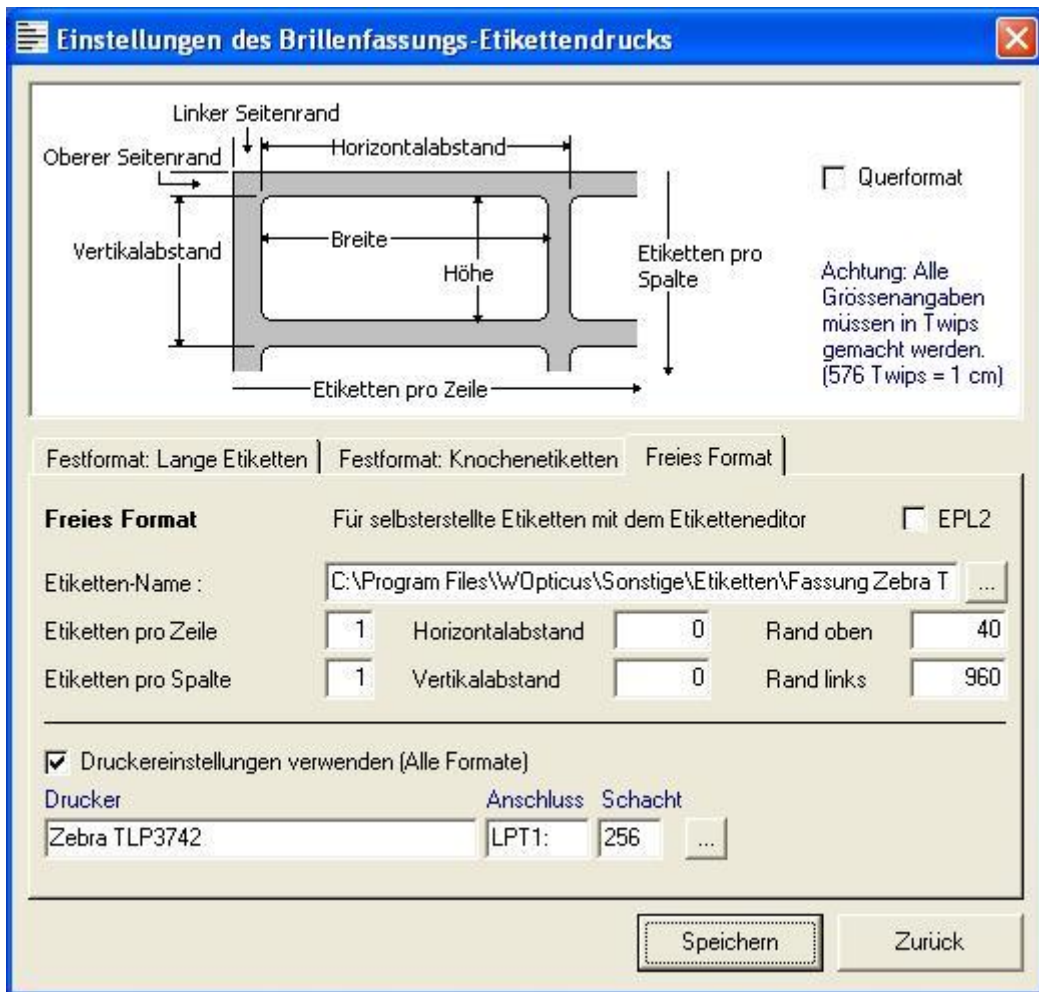 Einstellungen des Brillenfassungs-Etikettendrucks
Linker Seitenrand
Oberer Seitenrand
Horizontalabstand
Querformat
Vertikalabstand
Breite
Höhe
Etiketten pro
Spalte
Achtung: Alle
Grössenangaben
müssen in Twips
gemacht werden.
(576 Twips = 1 cm)
Etiketten pro Zeile
Festformat: Lange Etiketten
Festformat: Knochenetiketten
Freies Format
Freies Format
Für selbsterstellte Etiketten mit dem Etiketteneditor
EPL2
Etiketten-Name :
C:\Program Files\WOpticus\Sonstige\Etiketten\Fassung Zebra T
...
Etiketten pro Zeile
1
Horizontalabstand
0
Rand oben
40
Etiketten pro Spalte
1
Vertikalabstand
0
Rand links
960
Druckereinstellungen verwenden (Alle Formate)
Drucker
Anschluss
Schacht
Zebra TLP3742
LPT1:
256
...
Speichern
Zurück